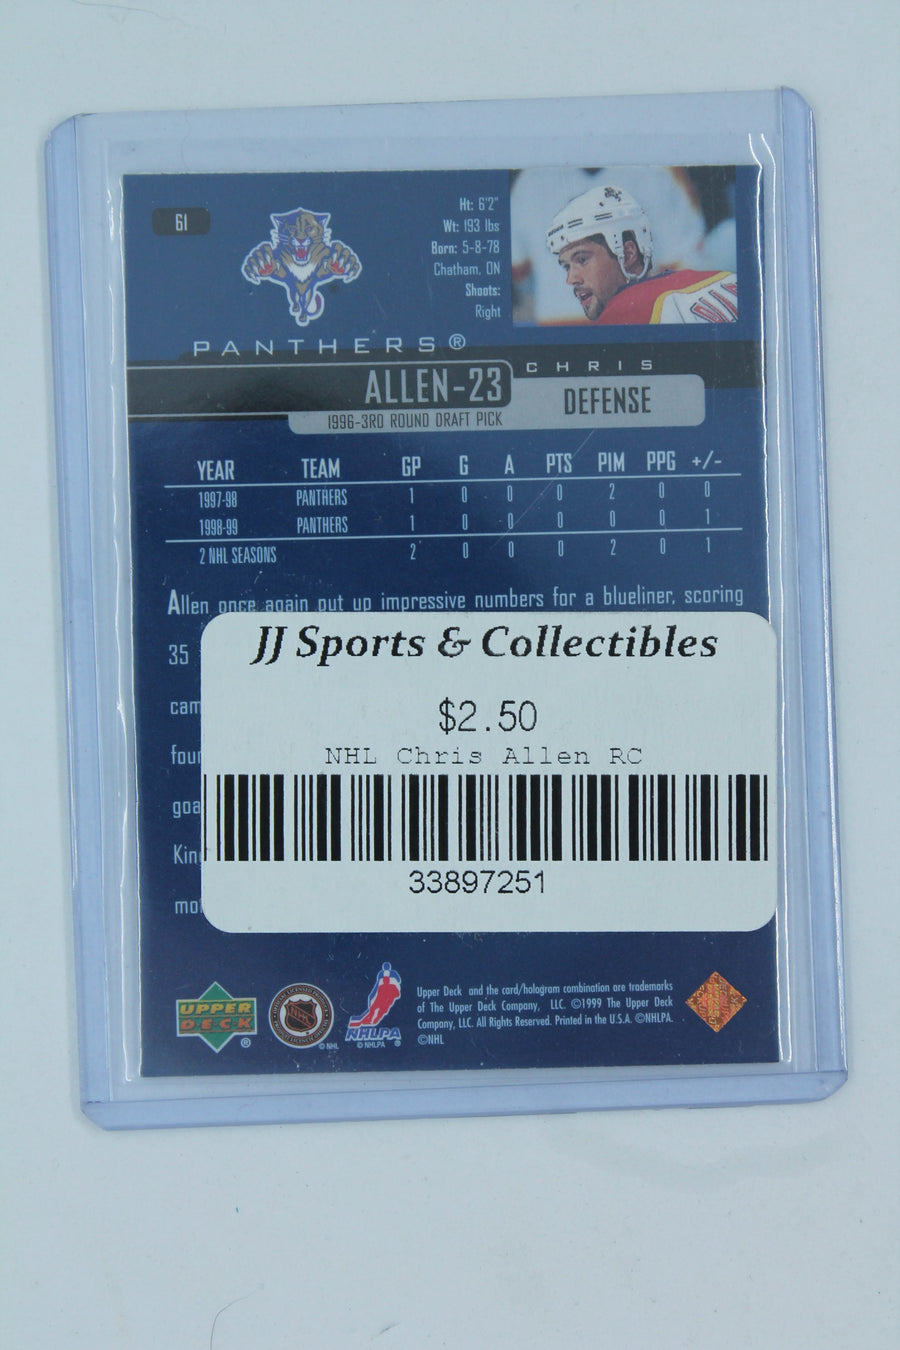 61
Ht: 6'2"
Wt: 193 lbs
Born: 5-8-78
Chatham, ON
Shoots:
Right
PANTHERS®
CHRIS
ALLEN-23
DEFENSE
1996-3RD ROUND DRAFT PICK
YEAR TEAM GP G A PTS PIM PPG +/-
1997-98 PANTHERS 1 0 0 0 2 0 0
1998-99 PANTHERS 1 0 0 0 0 0 1
2 NHL SEASONS 2 0 0 0 2 0 1
Allen once again put up impressive numbers for a blueliner, scoring
35
JJ Sports & Collectibles
$2.50
NHL Chris Allen RC
33897251
UPPER
DECK
®
NHL
© NHL
NHLPA
© NHLPA ®
Upper Deck and the card/hologram combination are trademarks
of The Upper Deck Company, LLC. ©1999 The Upper Deck
Company, LLC. All Rights Reserved. Printed in the U.S.A. ©NHLPA.
©NHL